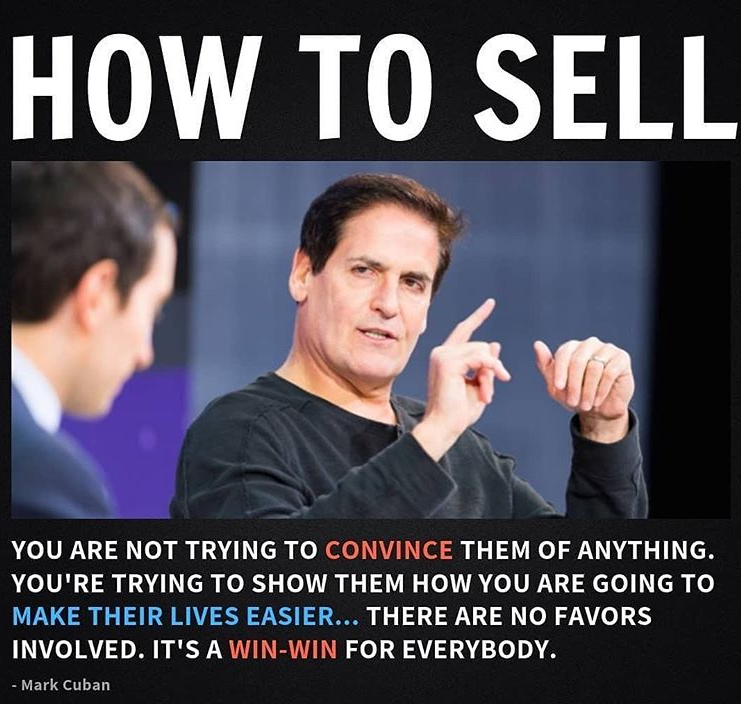 HOW TO SELL
YOU ARE NOT TRYING TO CONVINCE THEM OF ANYTHING.
YOU'RE TRYING TO SHOW THEM HOW YOU ARE GOING TO
MAKE THEIR LIVES EASIER... THERE ARE NO FAVORS
INVOLVED. IT'S A WIN-WIN FOR EVERYBODY.
- Mark Cuban